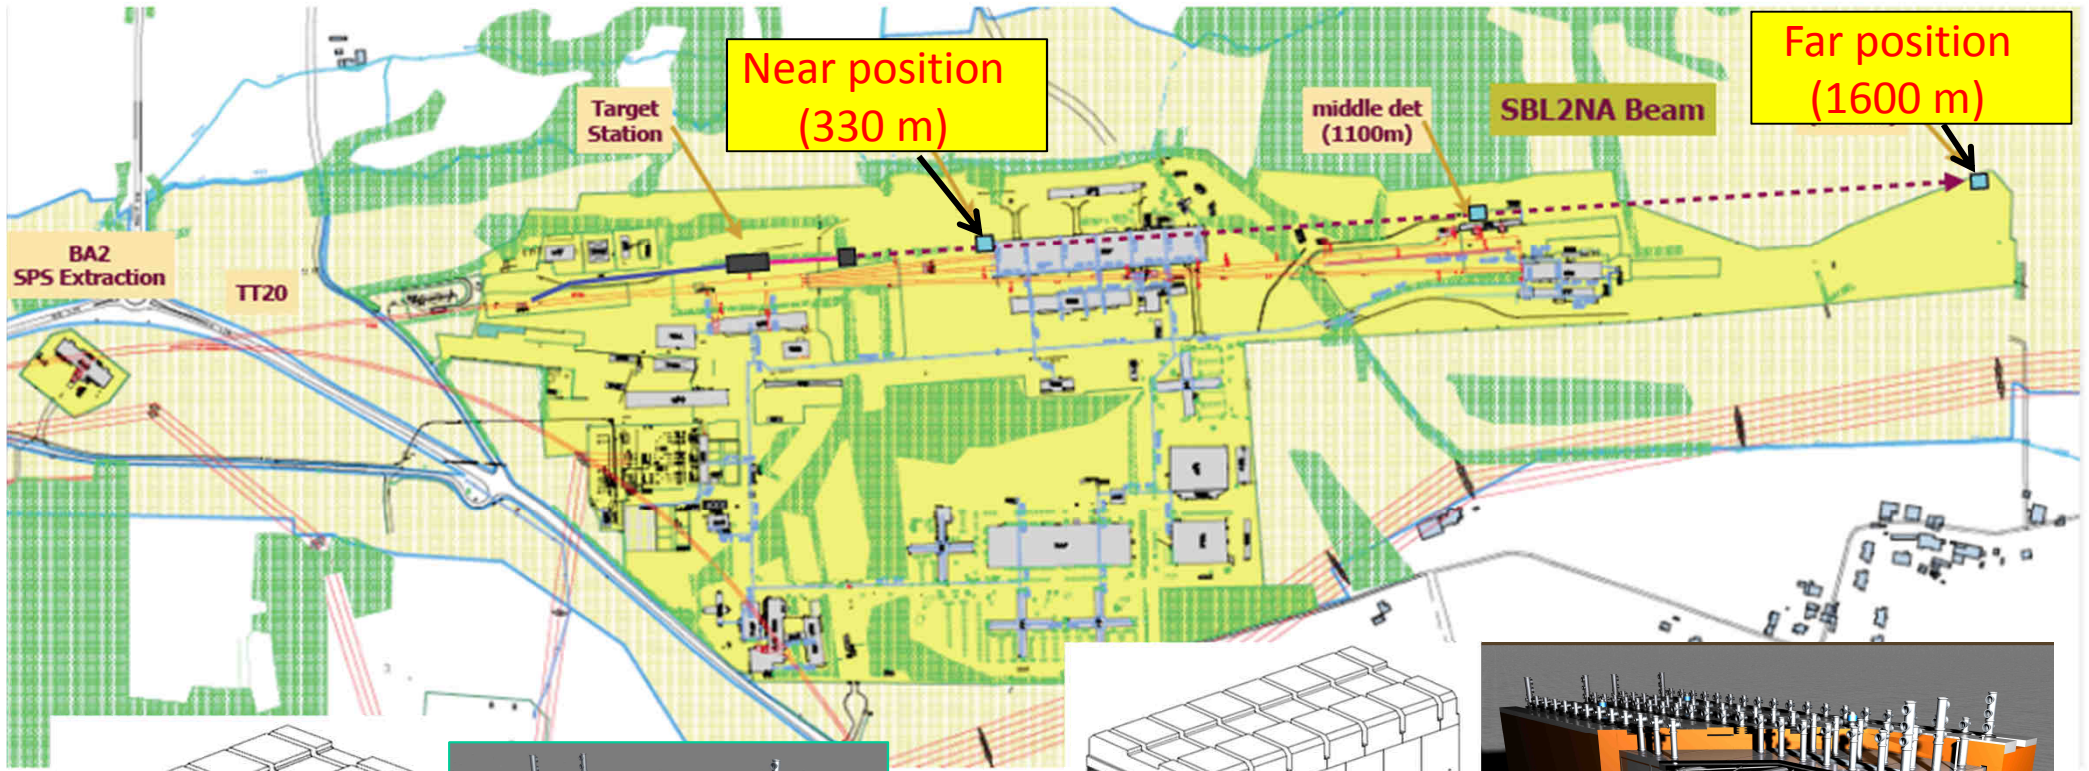 Near position
(330 m)
Far position
(1600 m)
Target
Station
middle det
(1100m)
SBL2NA Beam
BA2
SPS Extraction
TT20